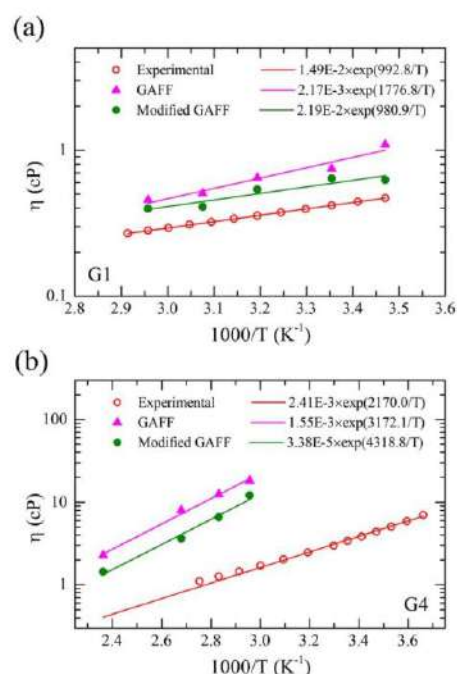 (a)
Experimental 1.49E-2×exp(992.8/T)
GAFF 2.17E-3×exp(1776.8/T)
Modified GAFF 2.19E-2×exp(980.9/T)
η (cP)
1
0.1
G1
2.8 2.9 3.0 3.1 3.2 3.3 3.4 3.5 3.6
1000/T (K⁻¹)
(b)
Experimental 2.41E-3×exp(2170.0/T)
GAFF 1.55E-3×exp(3172.1/T)
Modified GAFF 3.38E-5×exp(4318.8/T)
η (cP)
100
10
1
G4
2.4 2.6 2.8 3.0 3.2 3.4 3.6
1000/T (K⁻¹)